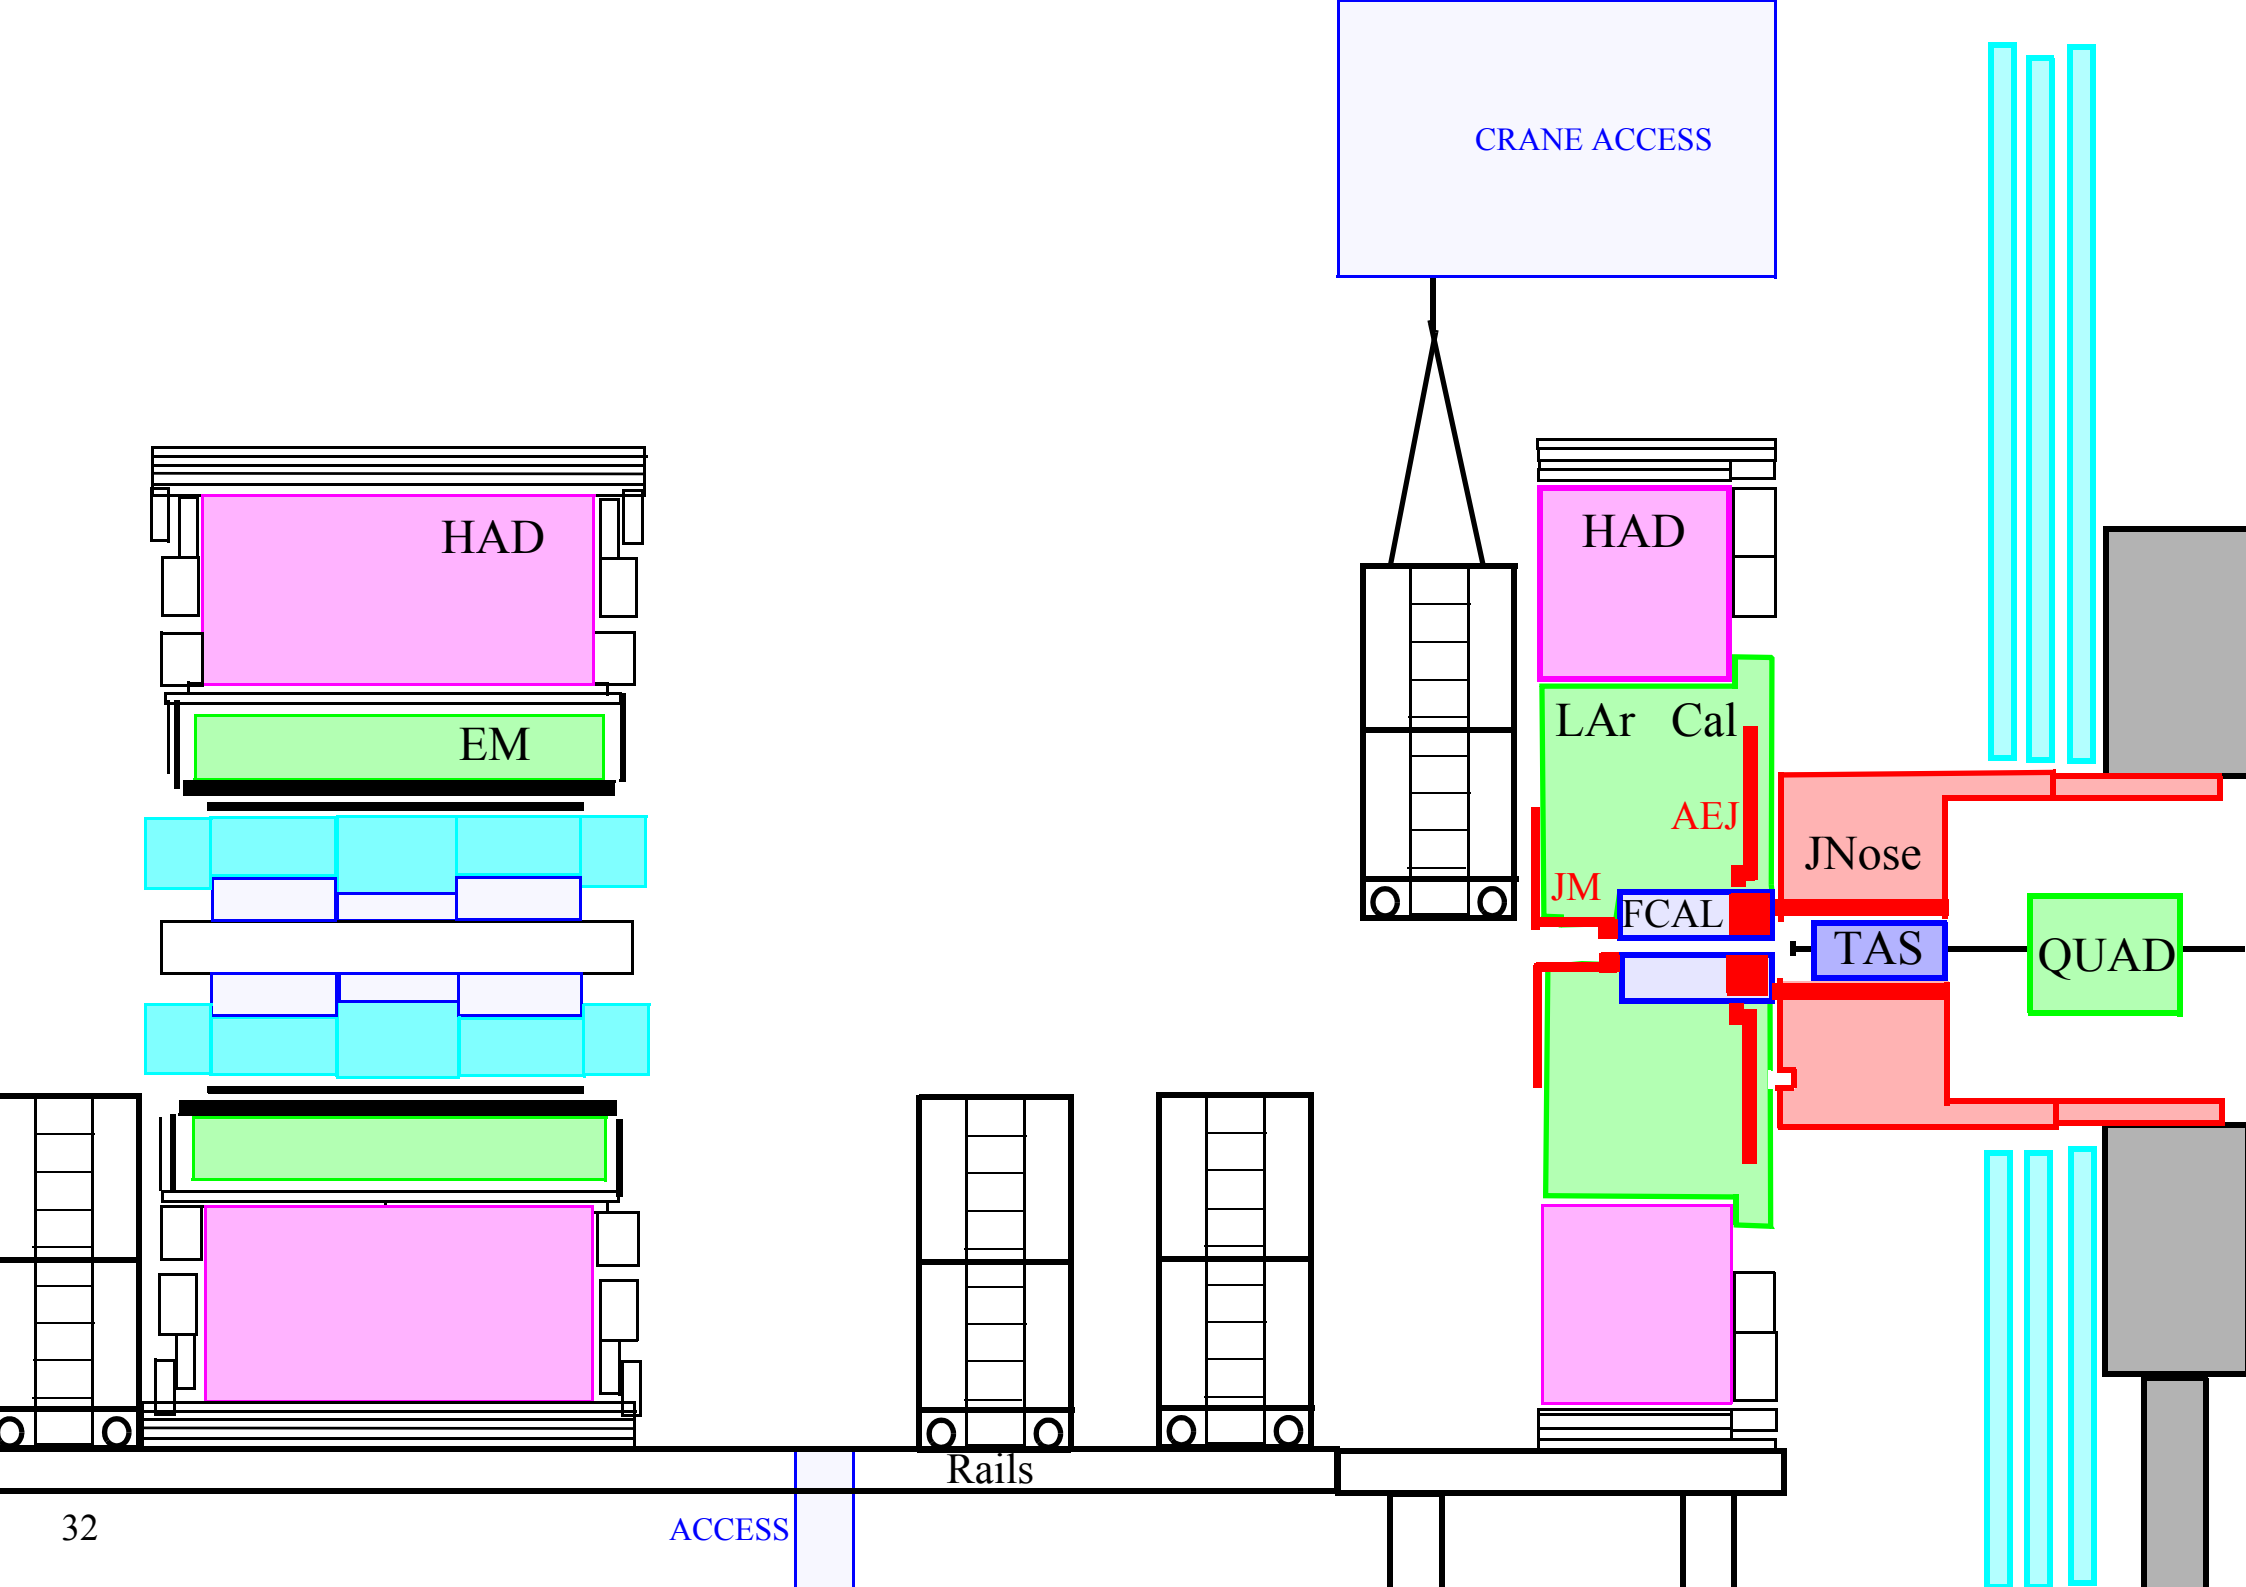 CRANE ACCESS
HAD
HAD
EM
LAr Cal
AEJ
JM
JNose
FCAL
TAS
QUAD
Rails
32
ACCESS